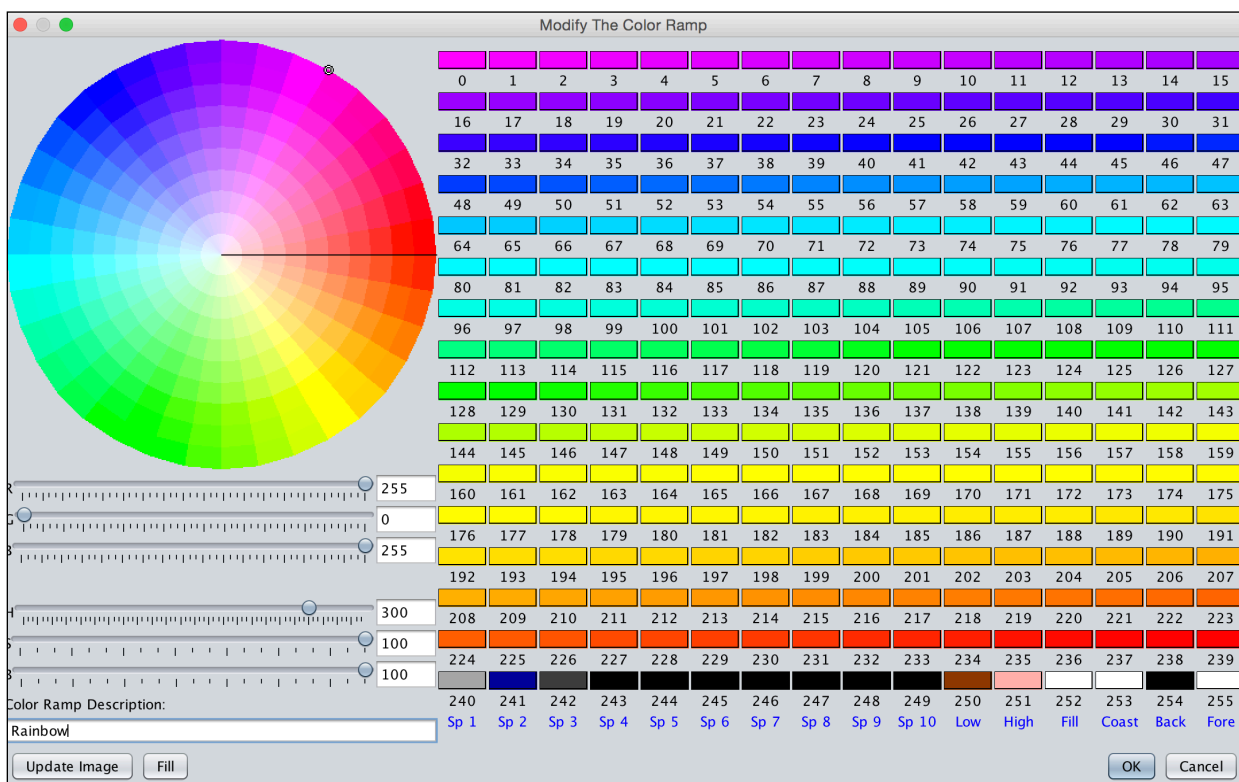 Modify The Color Ramp
0 1 2 3 4 5 6 7 8 9 10 11 12 13 14 15
16 17 18 19 20 21 22 23 24 25 26 27 28 29 30 31
32 33 34 35 36 37 38 39 40 41 42 43 44 45 46 47
48 49 50 51 52 53 54 55 56 57 58 59 60 61 62 63
64 65 66 67 68 69 70 71 72 73 74 75 76 77 78 79
80 81 82 83 84 85 86 87 88 89 90 91 92 93 94 95
96 97 98 99 100 101 102 103 104 105 106 107 108 109 110 111
112 113 114 115 116 117 118 119 120 121 122 123 124 125 126 127
128 129 130 131 132 133 134 135 136 137 138 139 140 141 142 143
144 145 146 147 148 149 150 151 152 153 154 155 156 157 158 159
160 161 162 163 164 165 166 167 168 169 170 171 172 173 174 175
176 177 178 179 180 181 182 183 184 185 186 187 188 189 190 191
192 193 194 195 196 197 198 199 200 201 202 203 204 205 206 207
208 209 210 211 212 213 214 215 216 217 218 219 220 221 222 223
224 225 226 227 228 229 230 231 232 233 234 235 236 237 238 239
240 241 242 243 244 245 246 247 248 249 250 251 252 253 254 255
Sp 1 Sp 2 Sp 3 Sp 4 Sp 5 Sp 6 Sp 7 Sp 8 Sp 9 Sp 10 Low High Fill Coast Back Fore
R 255
G 0
B 255
H 300
S 100
B 100
Color Ramp Description:
Rainbow
Update Image Fill OK Cancel